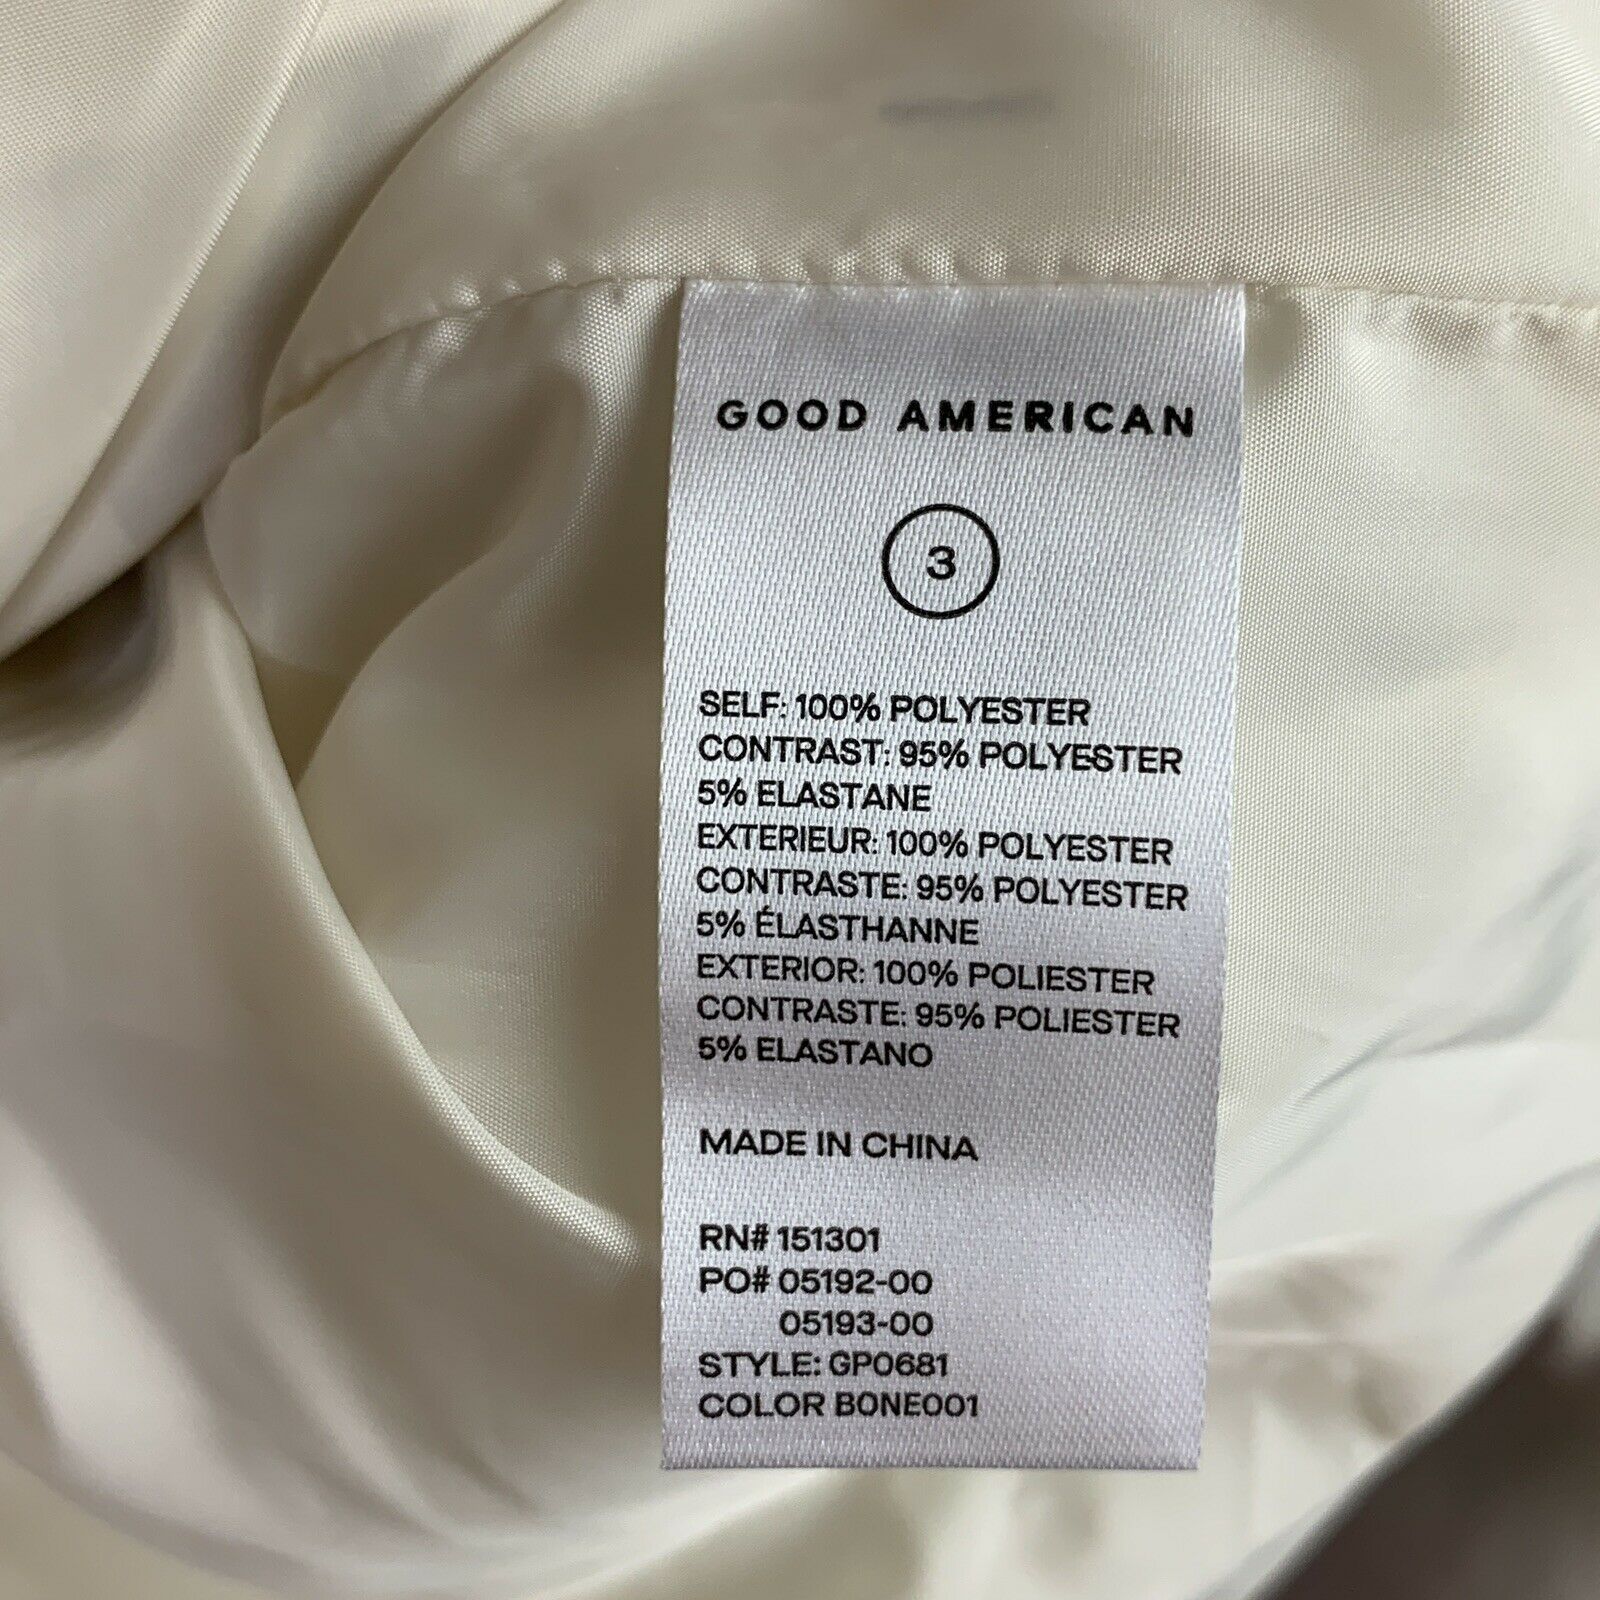 GOOD AMERICAN
3
SELF: 100% POLYESTER
CONTRAST: 95% POLYESTER
5% ELASTANE
EXTERIEUR: 100% POLYESTER
CONTRASTE: 95% POLYESTER
5% ÉLASTHANNE
EXTERIOR: 100% POLIESTER
CONTRASTE: 95% POLIESTER
5% ELASTANO
MADE IN CHINA
RN# 151301
PO# 05192-00
05193-00
STYLE: GP0681
COLOR BONE001